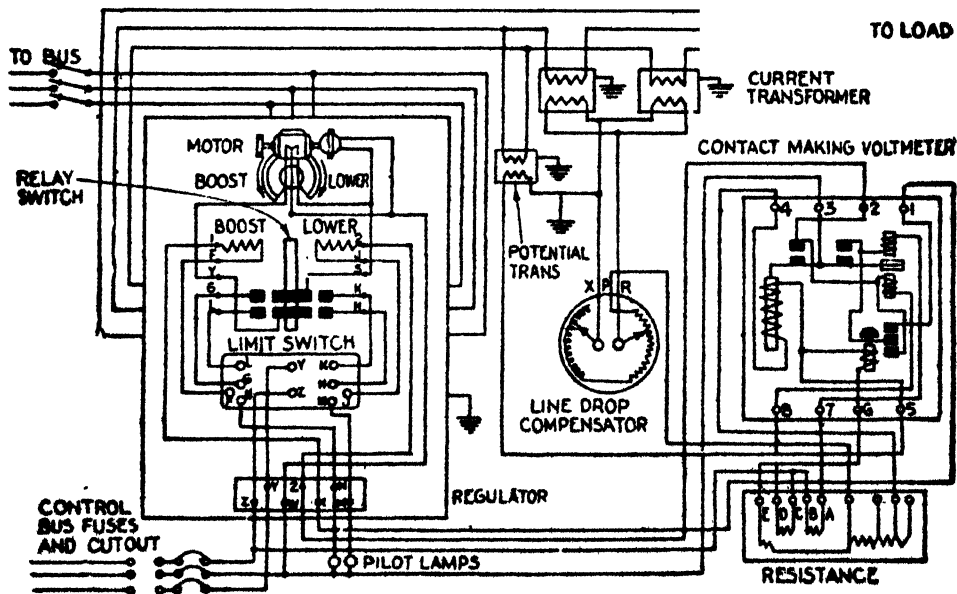 TO LOAD
TO BUS
CURRENT
TRANSFORMER
MOTOR
CONTACT MAKING VOLTMETER
BOOST
LOWER
RELAY
SWITCH
4 3 2 1
BOOST LOWER
POTENTIAL
TRANS
X P R
LIMIT SWITCH
LINE DROP
COMPENSATOR
8 7 6 5
REGULATOR
E D C B A
CONTROL
BUS FUSES
AND CUTOUT
PILOT LAMPS
RESISTANCE